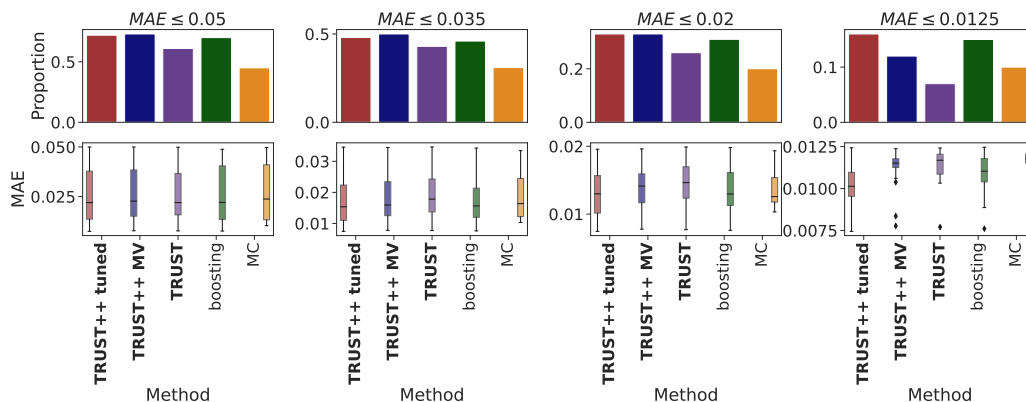 MAE ≤ 0.05
MAE ≤ 0.035
MAE ≤ 0.02
MAE ≤ 0.0125
Proportion
0.5
0.0
0.5
0.0
0.2
0.0
0.1
0.0
MAE
0.050
0.025
0.03
0.02
0.01
0.02
0.01
0.0125
0.0100
0.0075
TRUST++ tuned
TRUST++ MV
TRUST
boosting
MC
TRUST++ tuned
TRUST++ MV
TRUST
boosting
MC
TRUST++ tuned
TRUST++ MV
TRUST
boosting
MC
TRUST++ tuned
TRUST++ MV
TRUST
boosting
MC
Method
Method
Method
Method